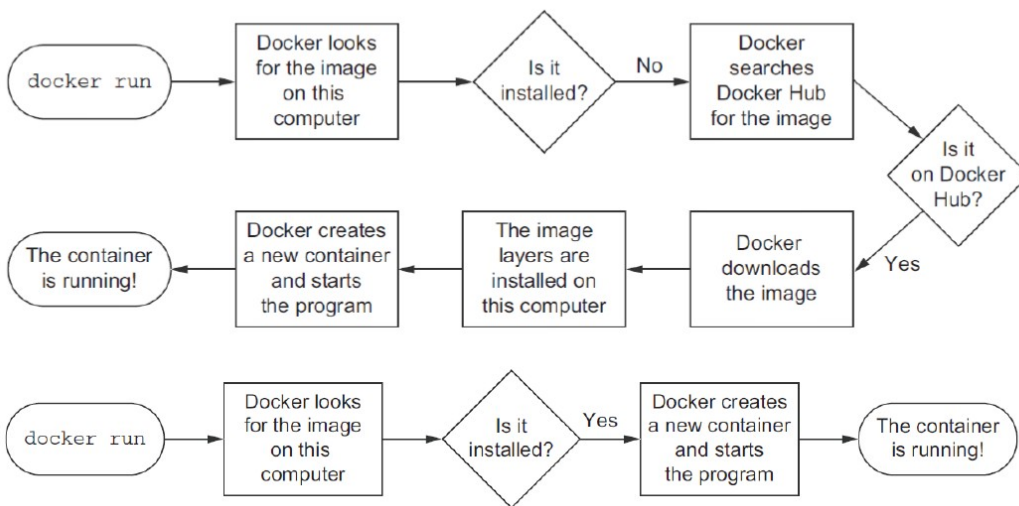 docker run
Docker looks
for the image
on this
computer
Is it
installed?
No
Docker
searches
Docker Hub
for the image
Is it
on Docker
Hub?
Yes
Docker
downloads
the image
The image
layers are
installed on
this computer
Docker creates
a new container
and starts
the program
The container
is running!
docker run
Docker looks
for the image
on this
computer
Is it
installed?
Yes
Docker creates
a new container
and starts
the program
The container
is running!